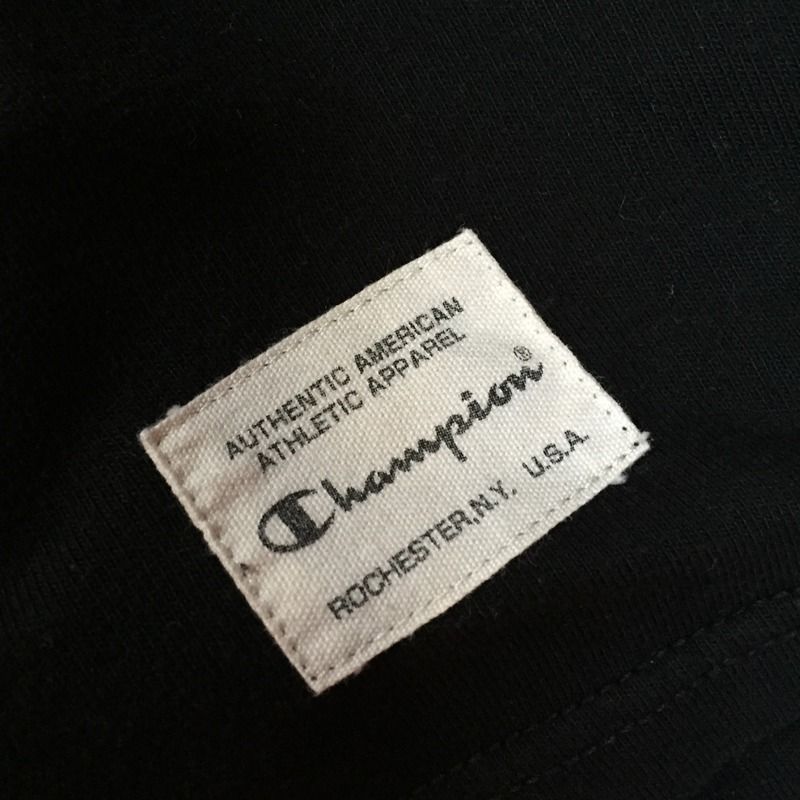 AUTHENTIC AMERICAN
ATHLETIC APPAREL
Champion®
ROCHESTER,N.Y. U.S.A.